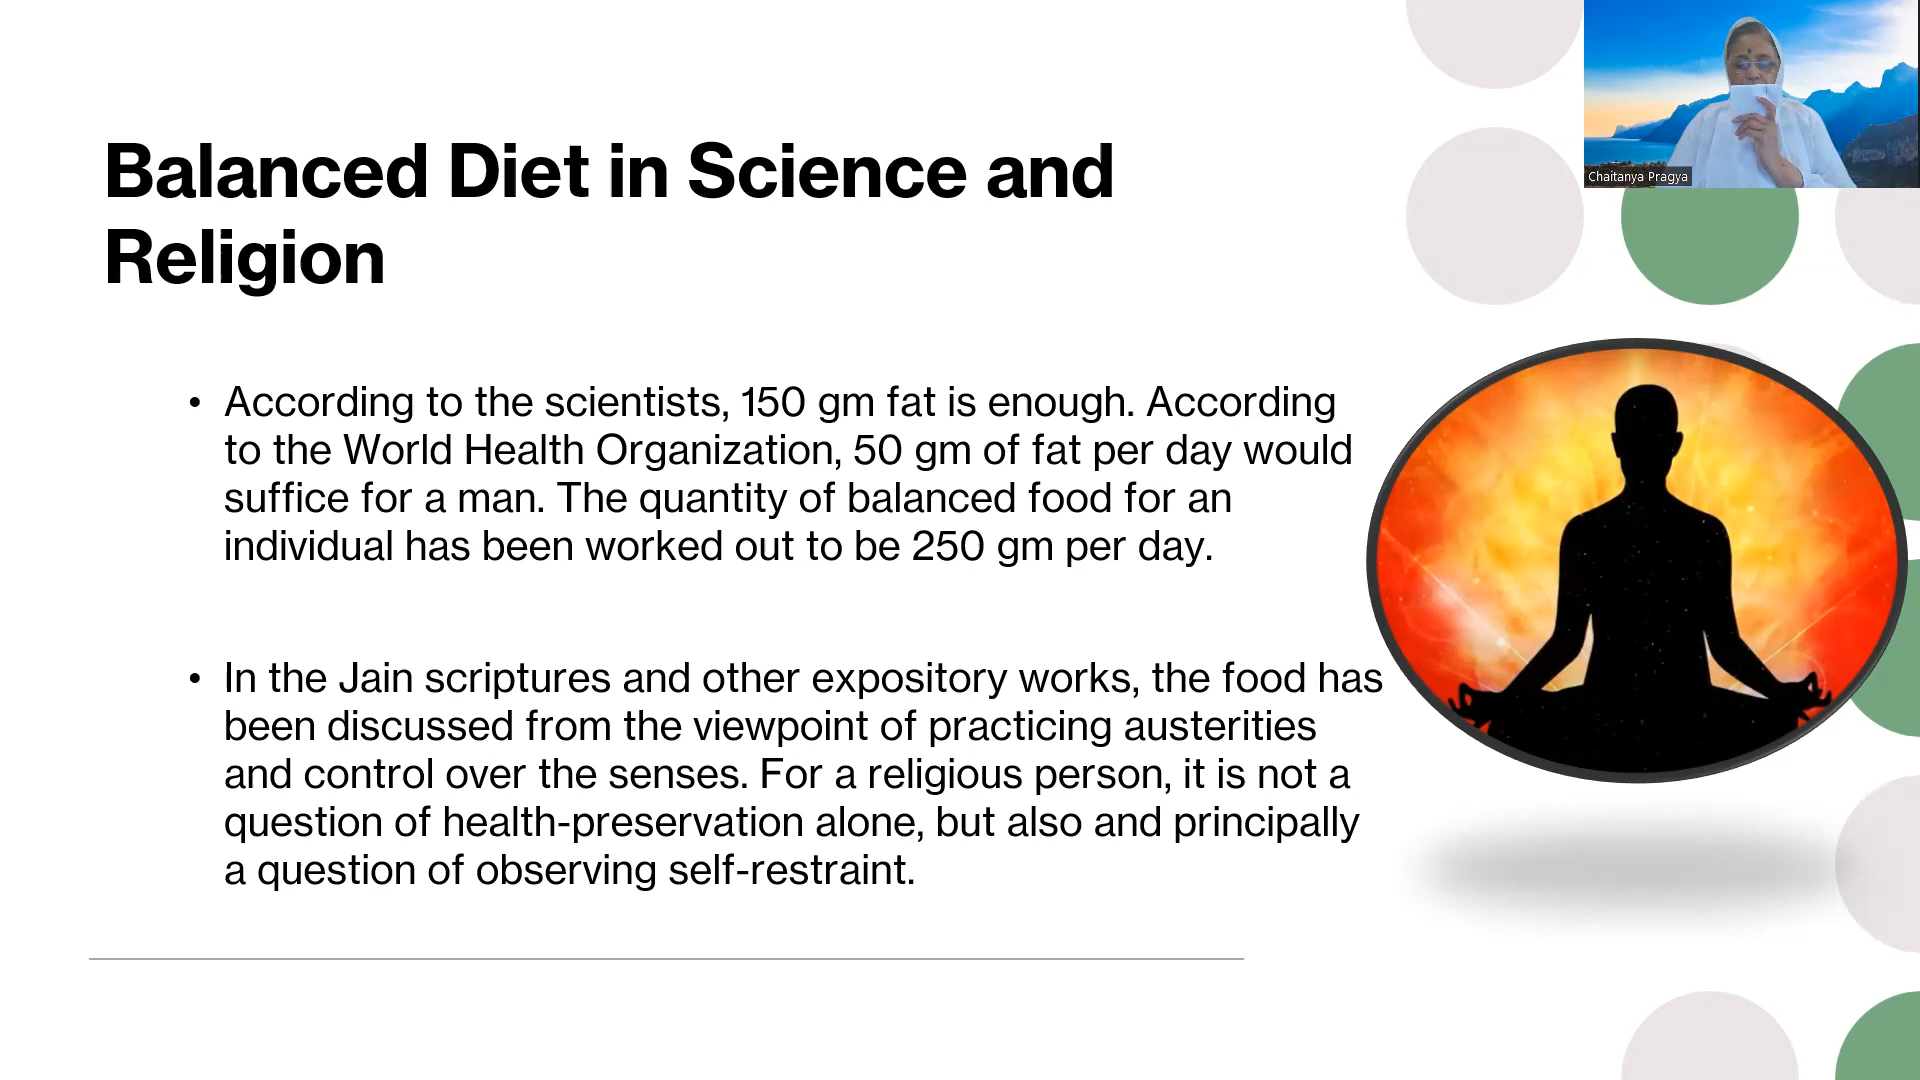 Chaitanya Pragya
Balanced Diet in Science and
Religion
• According to the scientists, 150 gm fat is enough. According
to the World Health Organization, 50 gm of fat per day would
suffice for a man. The quantity of balanced food for an
individual has been worked out to be 250 gm per day.
• In the Jain scriptures and other expository works, the food has
been discussed from the viewpoint of practicing austerities
and control over the senses. For a religious person, it is not a
question of health-preservation alone, but also and principally
a question of observing self-restraint.